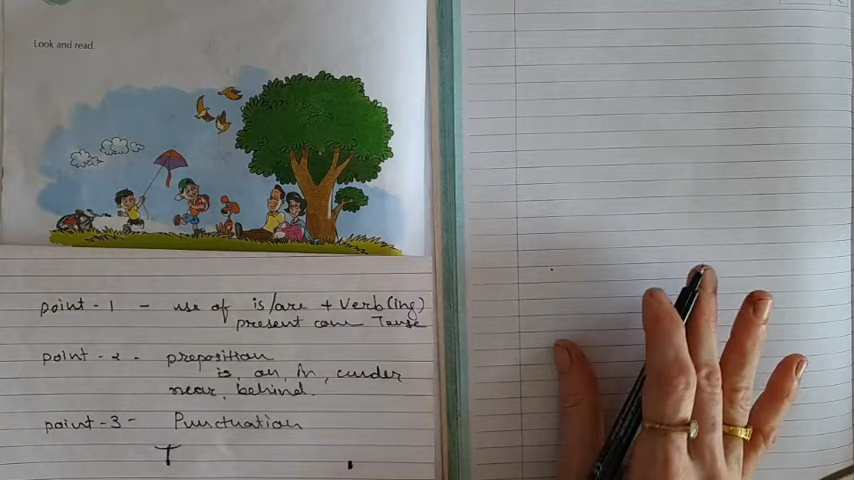 Look and read.
point - 1 - use of is/are + Verb(ing)
present con Tense
point - 2 - preposition
is, on, in, under
near, behind.
point - 3 - Punctuation
T .